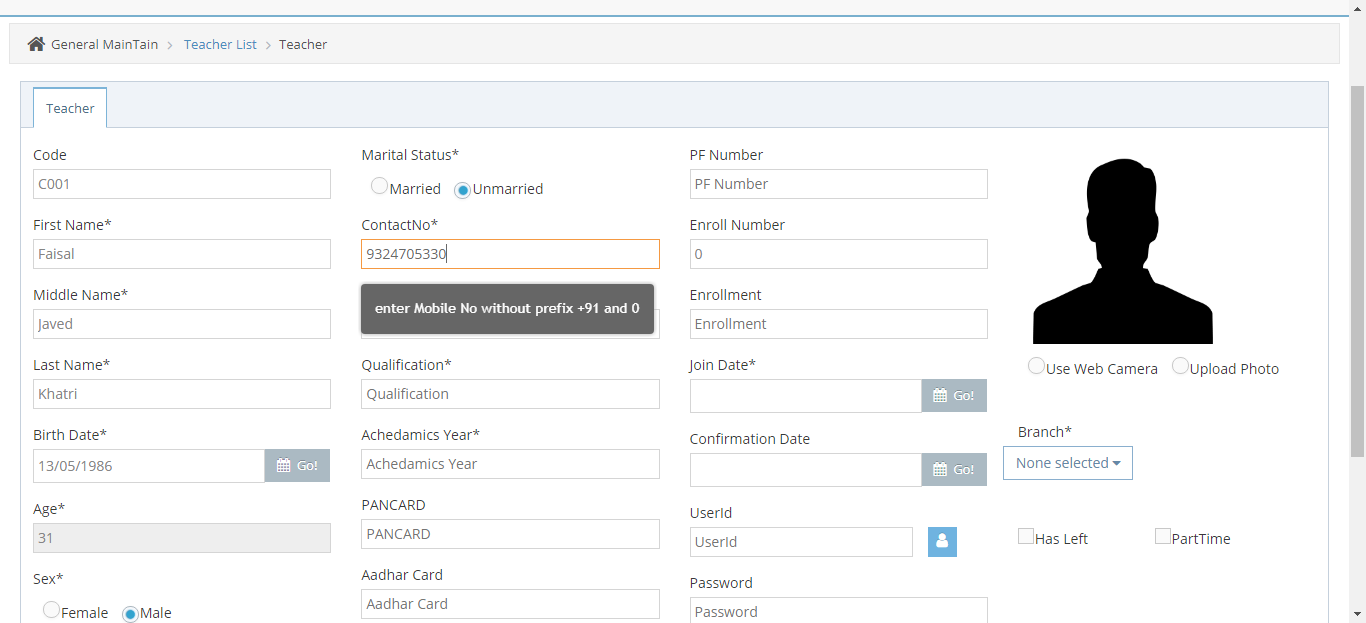 General MainTain > Teacher List > Teacher
Teacher
Code
C001
First Name*
Faisal
Middle Name*
Javed
Last Name*
Khatri
Birth Date*
13/05/1986 Go!
Age*
31
Sex*
Female Male
Marital Status*
Married Unmarried
ContactNo*
9324705330
enter Mobile No without prefix +91 and 0
Qualification*
Qualification
Achedamics Year*
Achedamics Year
PANCARD
PANCARD
Aadhar Card
Aadhar Card
PF Number
PF Number
Enroll Number
0
Enrollment
Enrollment
Join Date*
Go!
Confirmation Date
Go!
UserId
UserId
Password
Password
Use Web Camera Upload Photo
Branch*
None selected
Has Left PartTime